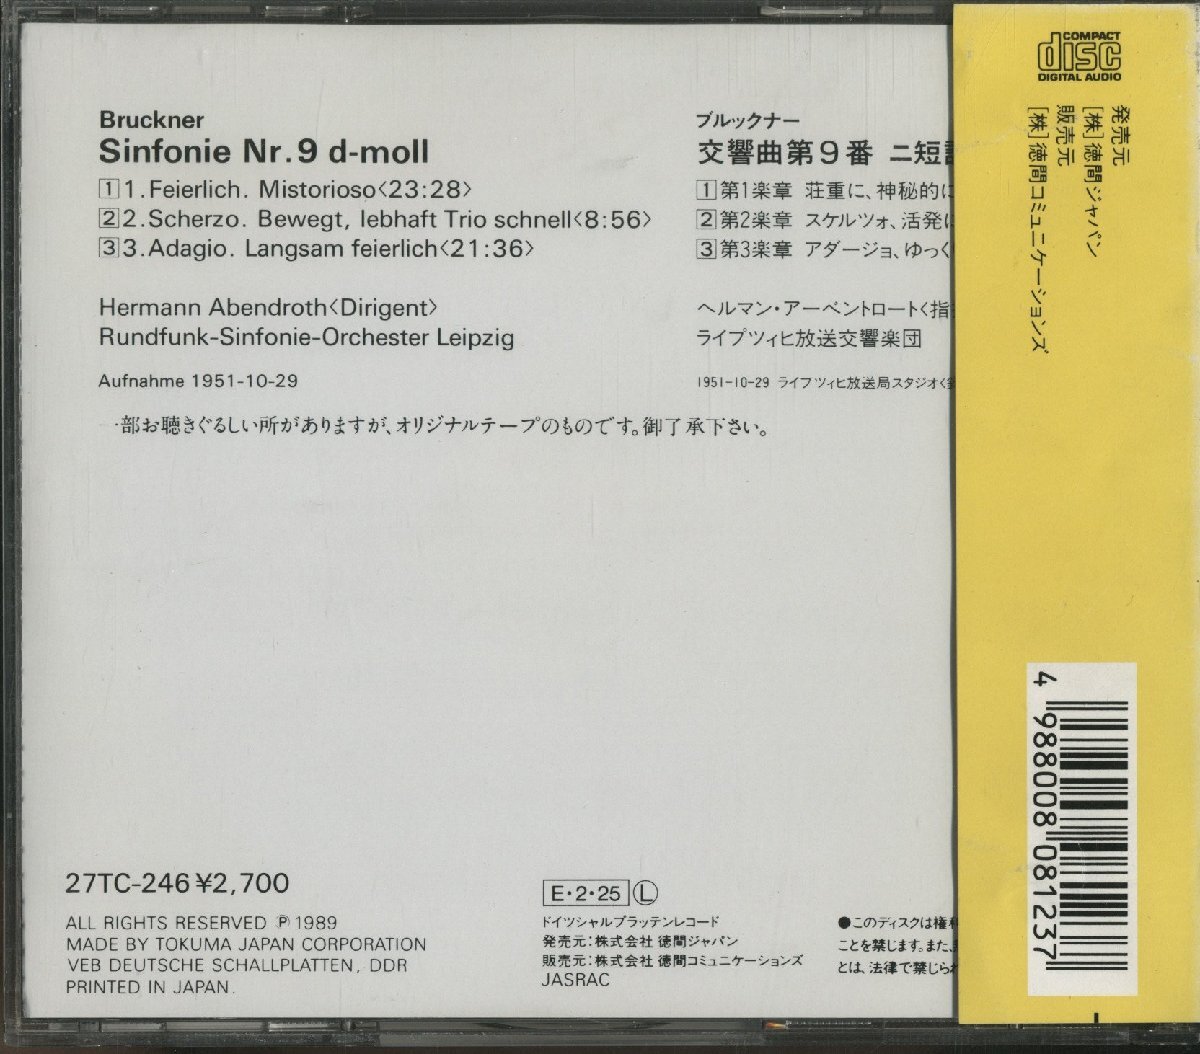 Bruckner
Sinfonie Nr.9 d-moll
1 1.Feierlich. Mistorioso〈23:28〉
2 2.Scherzo. Bewegt, lebhaft Trio schnell〈8:56〉
3 3.Adagio. Langsam feierlich〈21:36〉
Hermann Abendroth〈Dirigent〉
Rundfunk-Sinfonie-Orchester Leipzig
Aufnahme 1951-10-29
ブルックナー
交響曲第9番 ニ短
1 第1楽章 荘重に、神秘的に
2 第2楽章 スケルツォ、活発に
3 第3楽章 アダージョ、ゆっく
ヘルマン・アーベントロート〈指
ライプツィヒ放送交響楽団
1951-10-29 ライプツィヒ放送局スタジオ
一部お聴きぐるしい所がありますが、オリジナルテープのものです。御了承下さい。
27TC-246 ¥2,700
ALL RIGHTS RESERVED Ⓟ 1989
MADE BY TOKUMA JAPAN CORPORATION
VEB DEUTSCHE SCHALLPLATTEN, DDR
PRINTED IN JAPAN.
E・2・25 Ⓛ
ドイツシャルプラッテンレコード
発売元:株式会社 徳間ジャパン
販売元:株式会社 徳間コミュニケーションズ
JASRAC
●このディスクは権利
ことを禁じます。また、
とは、法律で禁じられ
COMPACT
disc
DIGITAL AUDIO
発売元
[株]徳間ジャパン
販売元
[株]徳間コミュニケーションズ
4 988008 081237